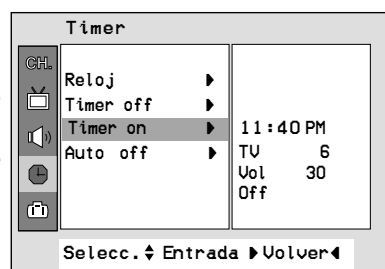 Timer
CH.
Reloj
Timer off
Timer on
Auto off
11:40 PM
TV 6
Vol 30
Off
Selecc. Entrada Volver